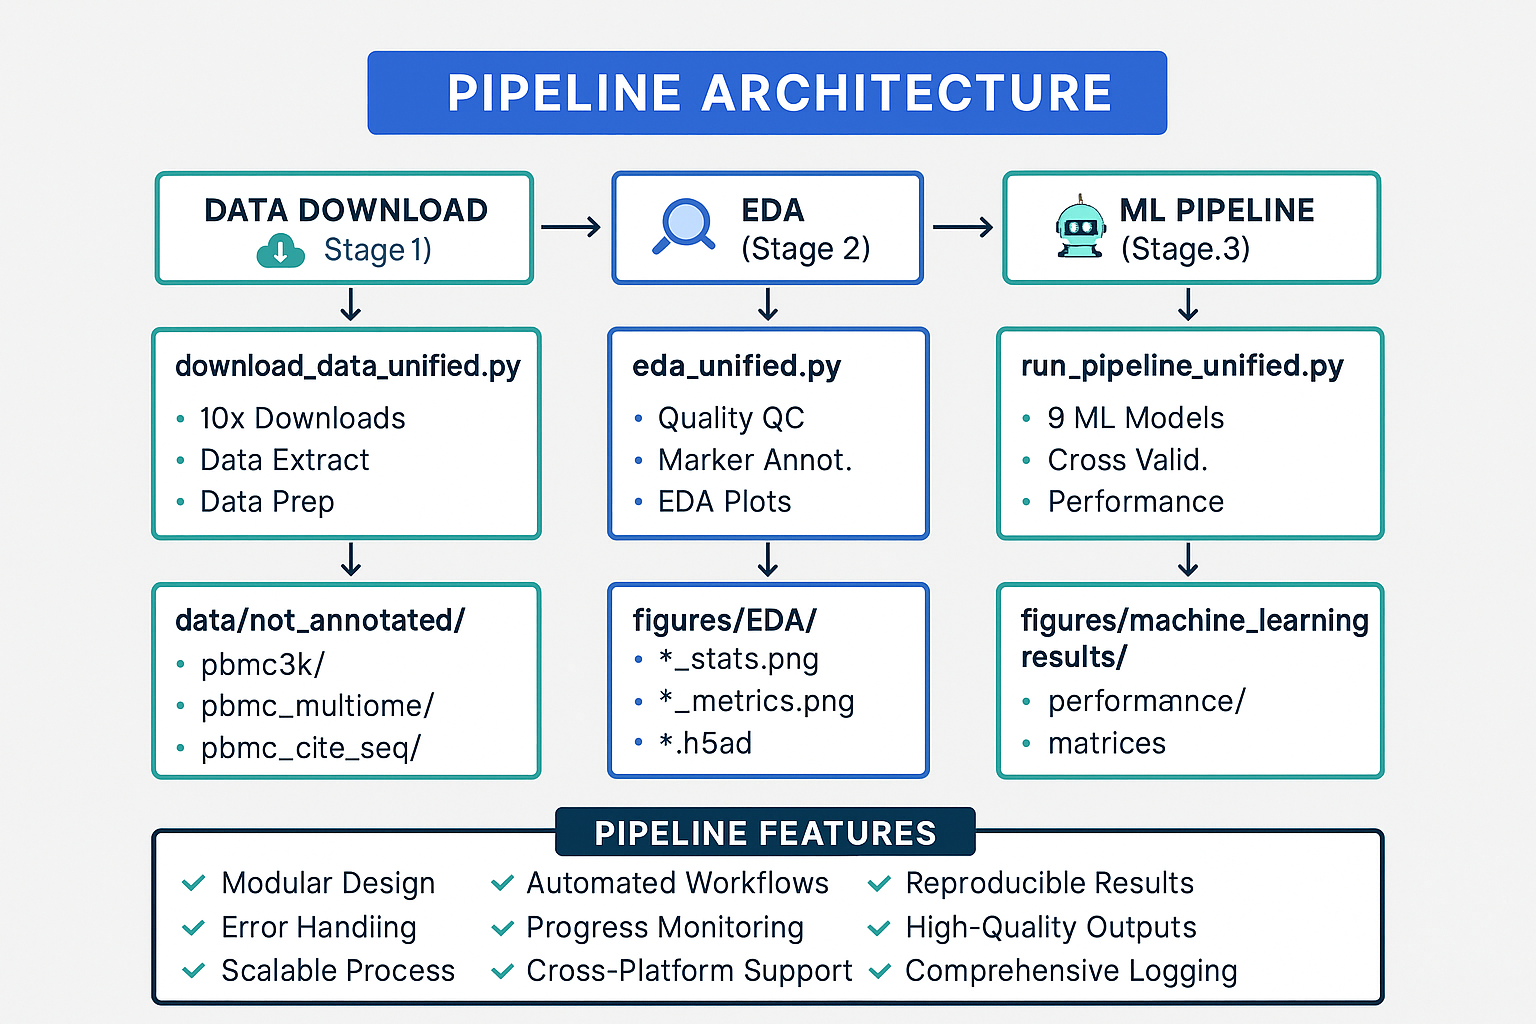 PIPELINE ARCHITECTURE
DATA DOWNLOAD
Stage 1)
EDA
(Stage 2)
ML PIPELINE
(Stage.3)
download_data_unified.py
• 10x Downloads
• Data Extract
• Data Prep
eda_unified.py
• Quality QC
• Marker Annot.
• EDA Plots
run_pipeline_unified.py
• 9 ML Models
• Cross Valid.
• Performance
data/not_annotated/
• pbmc3k/
• pbmc_multiome/
• pbmc_cite_seq/
figures/EDA/
• *_stats.png
• *_metrics.png
• *.h5ad
figures/machine_learning
results/
• performannce/
• matrices
PIPELINE FEATURES
✓ Modular Design
✓ Error Handiing
✓ Scalable Process
✓ Automated Workflows
✓ Progress Monitoring
✓ Cross-Platform Support
✓ Reproducible Results
✓ High-Quality Outputs
✓ Comprehensive Logging